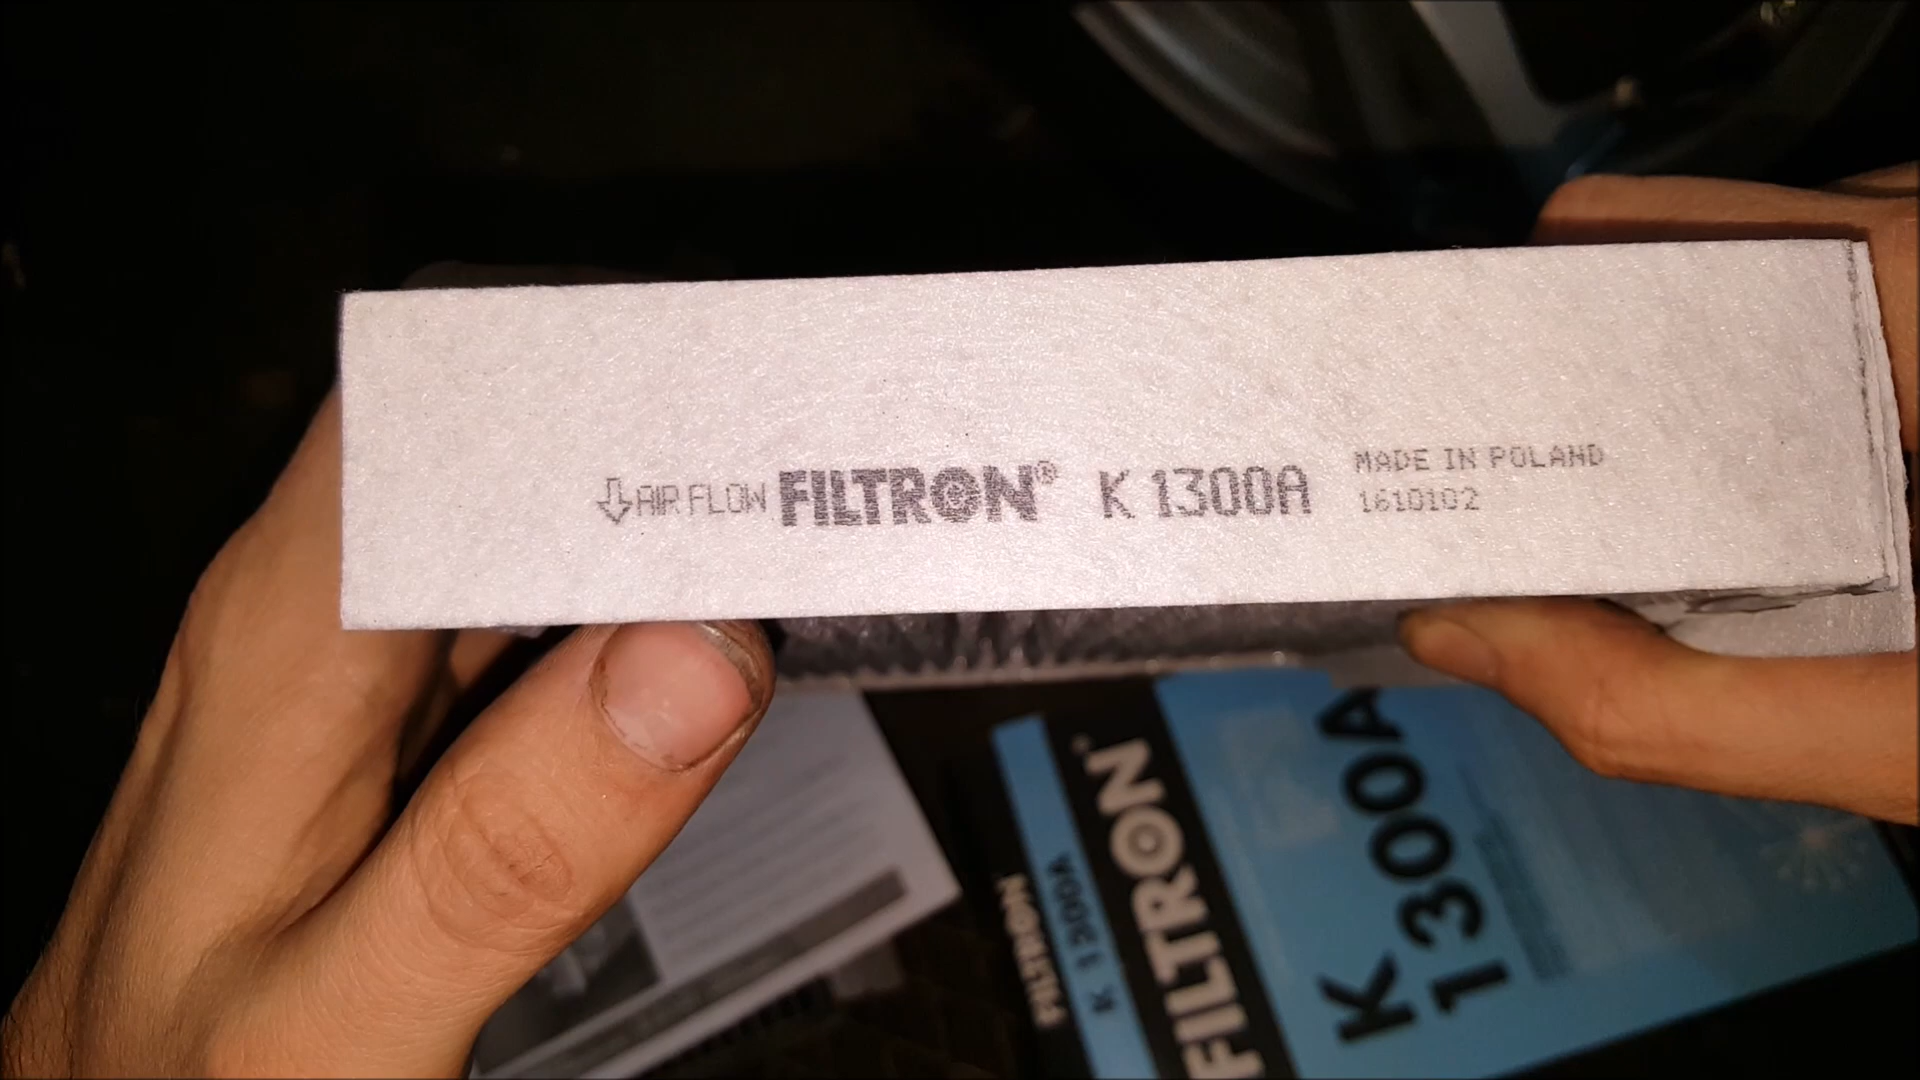 AIR FLOW FILTRON® K 1300A
MADE IN POLAND
1610102
FILTRON
K 1300A
FILTRON
K 1300A